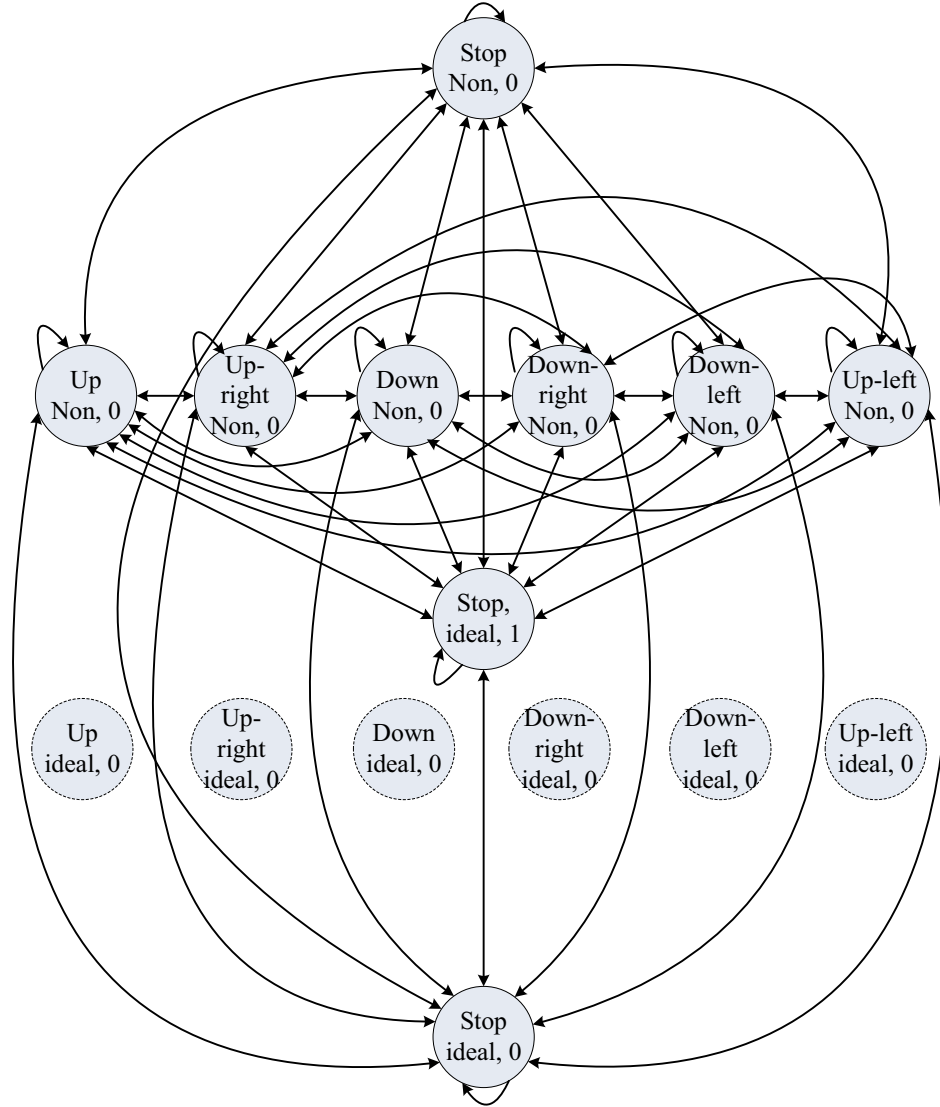 Stop
Non, 0
Up
Non, 0
Up-
right
Non, 0
Down
Non, 0
Down-
right
Non, 0
Down-
left
Non, 0
Up-left
Non, 0
Stop,
ideal, 1
Up
ideal, 0
Up-
right
ideal, 0
Down
ideal, 0
Down-
right
ideal, 0
Down-
left
ideal, 0
Up-left
ideal, 0
Stop
ideal, 0